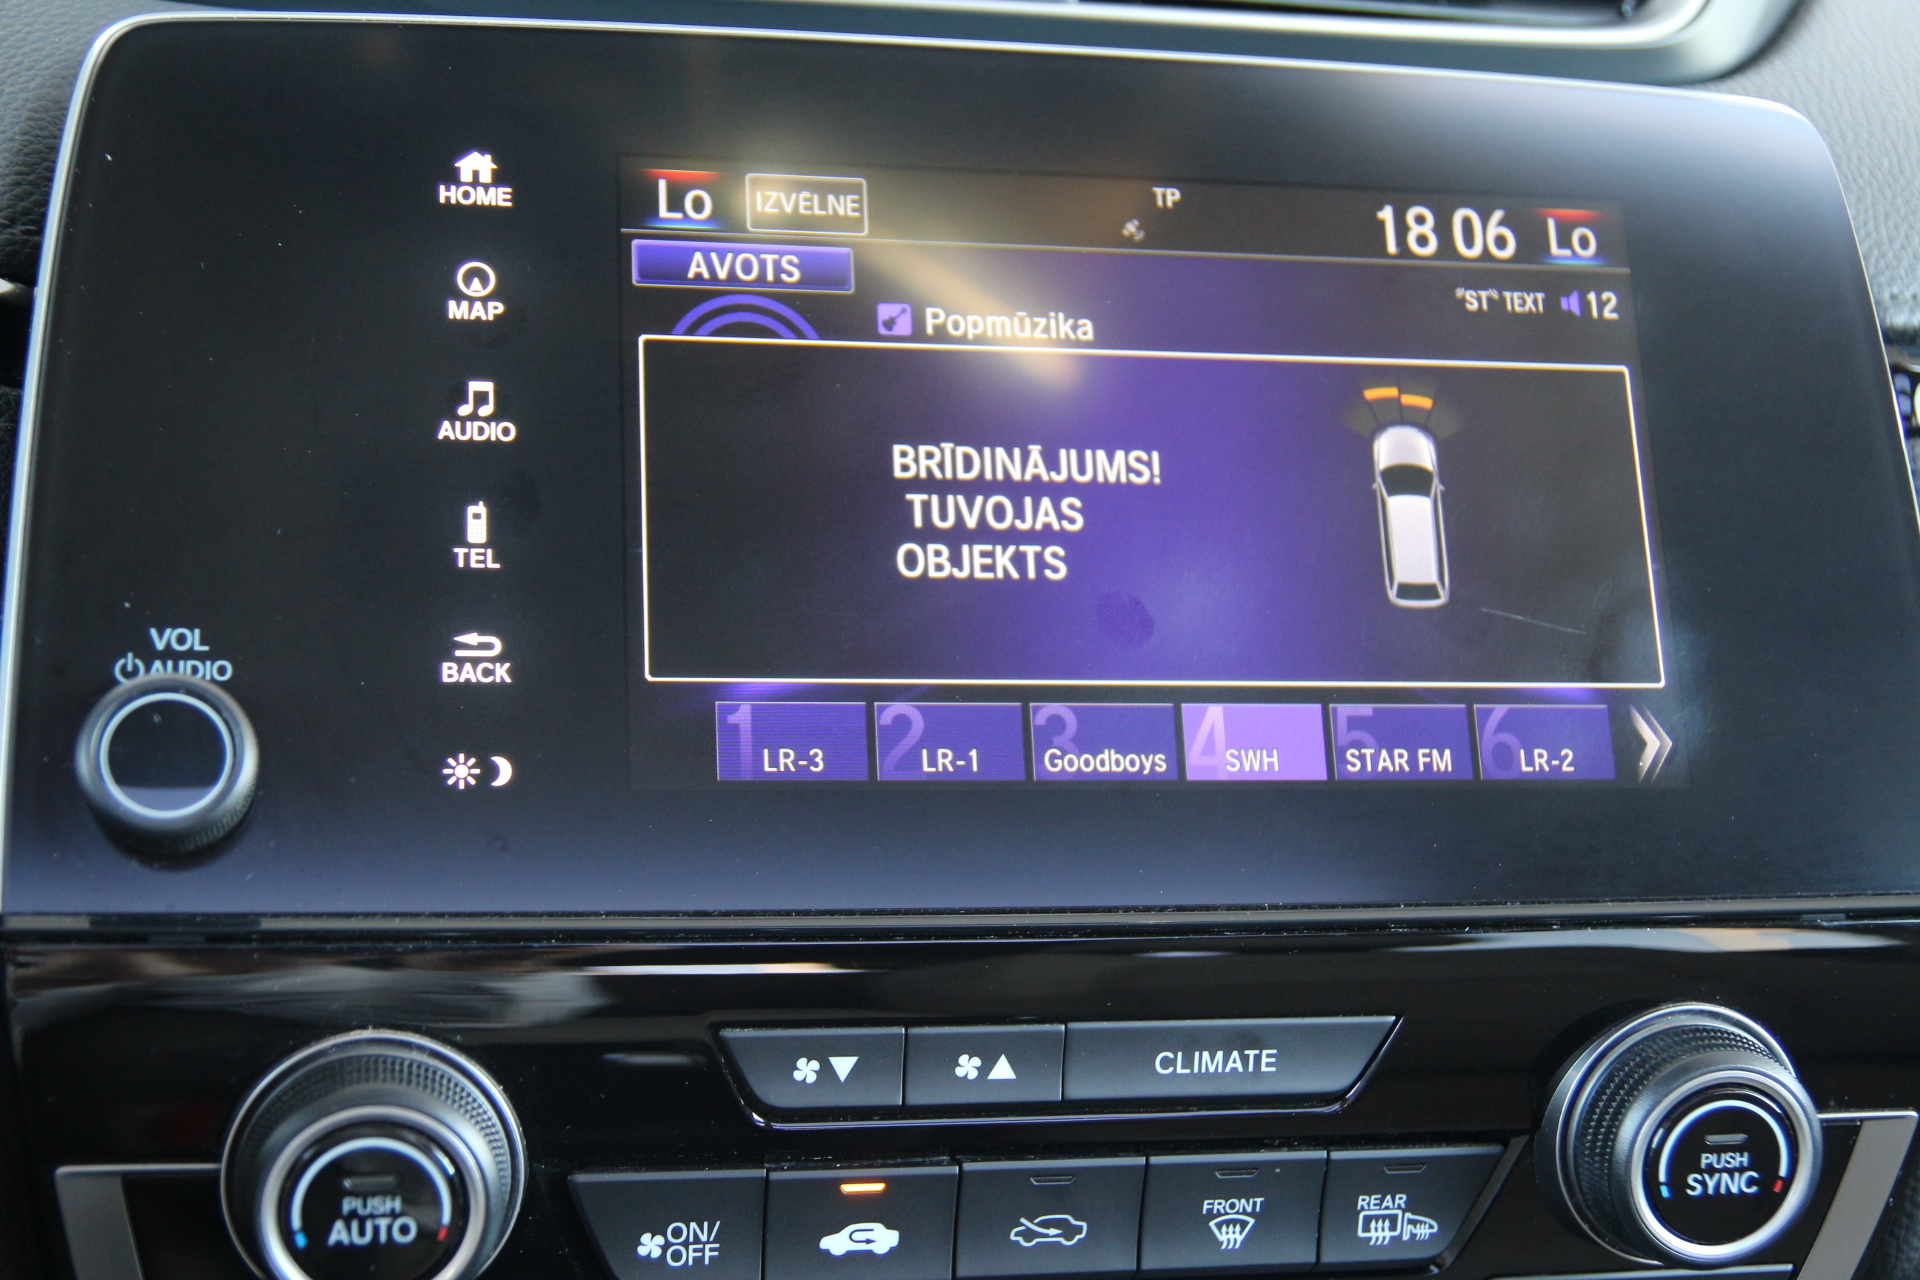 HOME
MAP
AUDIO
TEL
BACK
VOL
AUDIO
Lo IZVĒLNE TP 18 06 Lo
AVOTS
"ST" TEXT 12
Popmūzika
BRĪDINĀJUMS!
TUVOJAS
OBJEKTS
1 LR-3 2 LR-1 3 Goodboys 4 SWH 5 STAR FM 6 LR-2
CLIMATE
PUSH
AUTO
ON/
OFF
FRONT
REAR
PUSH
SYNC